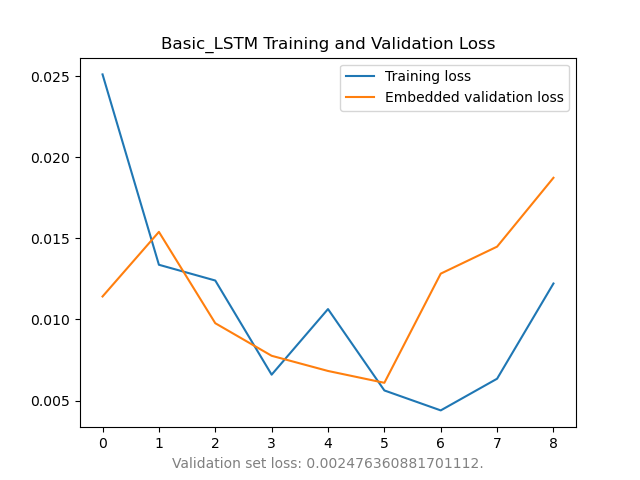 Basic_LSTM Training and Validation Loss
Training loss
Embedded validation loss
0.025
0.020
0.015
0.010
0.005
0 1 2 3 4 5 6 7 8
Validation set loss: 0.002476360881701112.